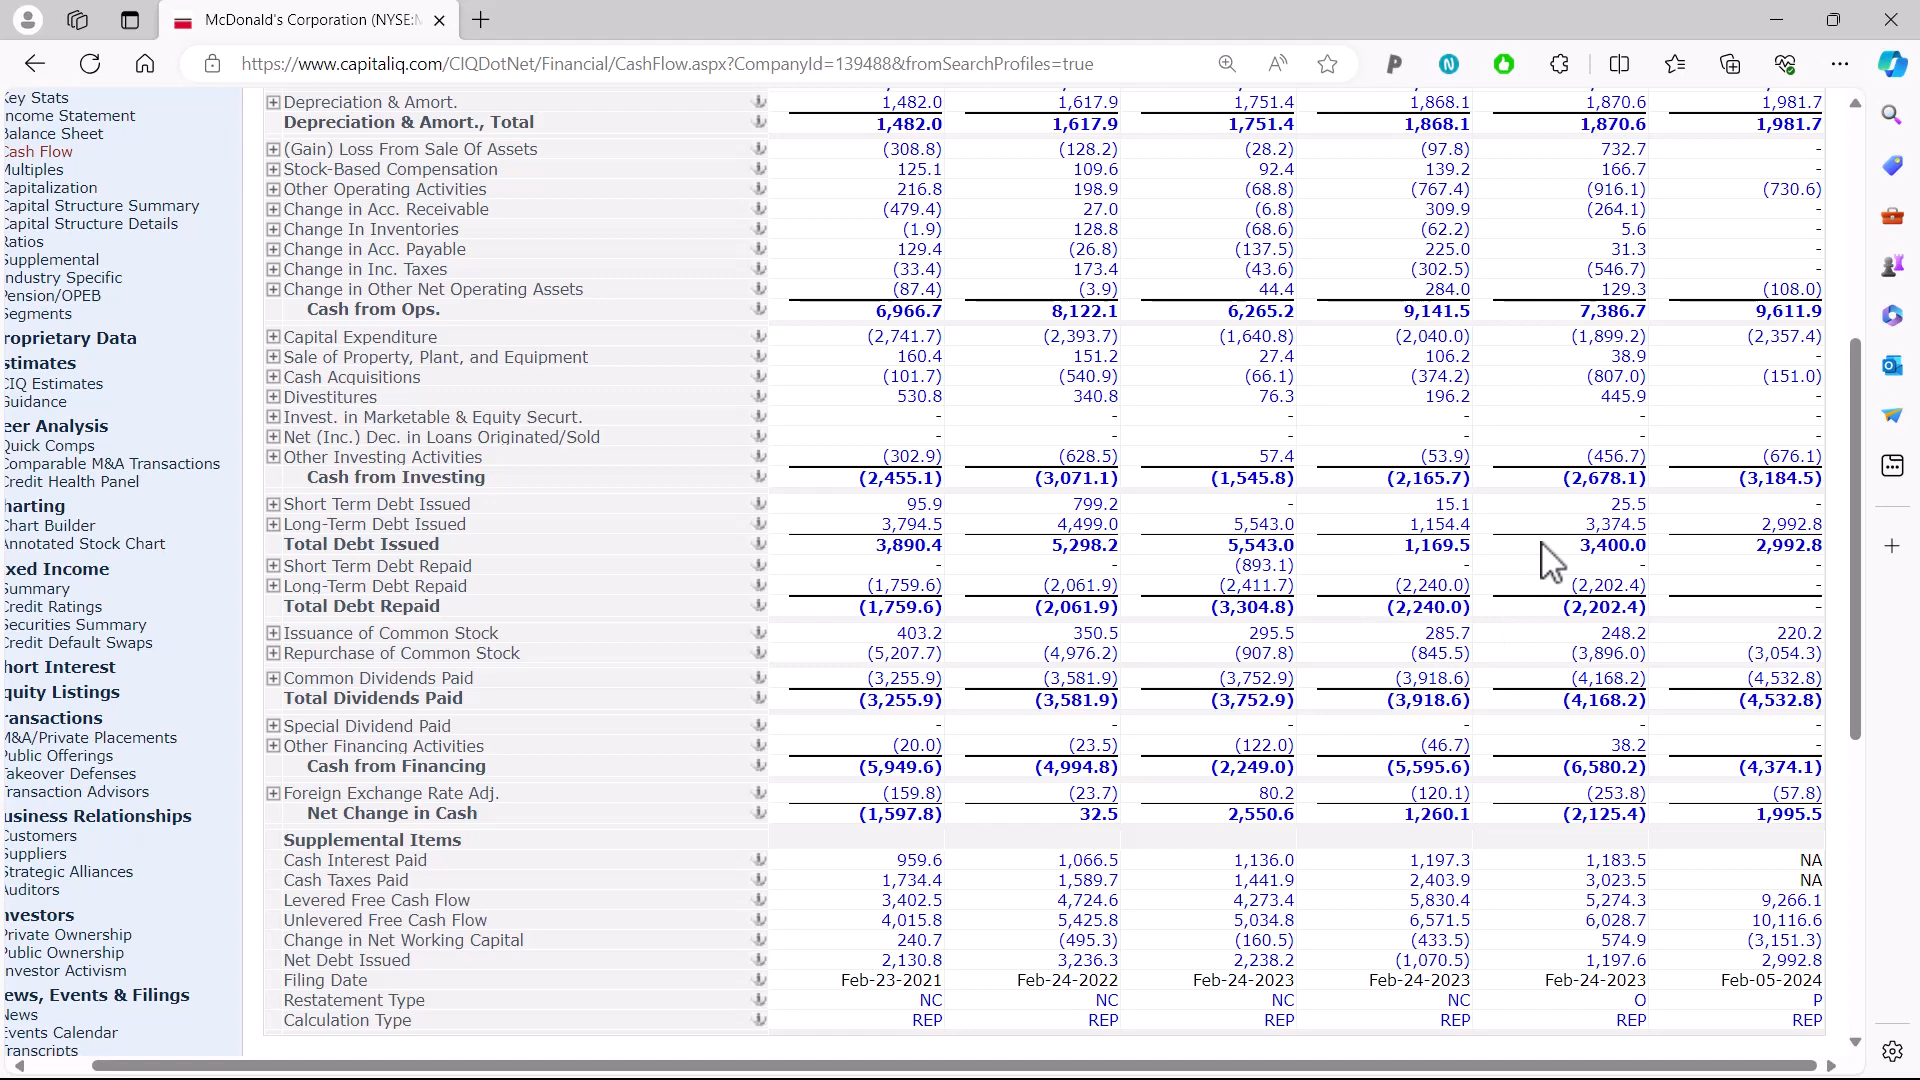 McDonald's Corporation (NYSE:M
https://www.capitaliq.com/CIQDotNet/Financial/CashFlow.aspx?CompanyId=139488&fromSearchProfiles=true
Key Stats
ncome Statement
Balance Sheet
Cash Flow
Multiples
Capitalization
Capital Structure Summary
Capital Structure Details
Ratios
Supplemental
ndustry Specific
Pension/OPEB
Segments
roprietary Data
stimates
CIQ Estimates
Guidance
eer Analysis
Quick Comps
Comparable M&A Transactions
Credit Health Panel
harting
Chart Builder
Annotated Stock Chart
xed Income
Summary
Credit Ratings
Securities Summary
Credit Default Swaps
hort Interest
quity Listings
ransactions
M&A/Private Placements
Public Offerings
Takeover Defenses
Transaction Advisors
usiness Relationships
Customers
Suppliers
Strategic Alliances
Auditors
nvestors
Private Ownership
Public Ownership
nvestor Activism
ews, Events & Filings
News
Events Calendar
Transcripts
Depreciation & Amort. 1,482.0 1,617.9 1,751.4 1,868.1 1,870.6 1,981.7
Depreciation & Amort., Total 1,482.0 1,617.9 1,751.4 1,868.1 1,870.6 1,981.7
(Gain) Loss From Sale Of Assets (308.8) (128.2) (28.2) (97.8) 732.7 -
Stock-Based Compensation 125.1 109.6 92.4 139.2 166.7 -
Other Operating Activities 216.8 198.9 (68.8) (767.4) (916.1) (730.6)
Change in Acc. Receivable (479.4) 27.0 (6.8) 309.9 (264.1) -
Change In Inventories (1.9) 128.8 (68.6) (62.2) 5.6 -
Change in Acc. Payable 129.4 (26.8) (137.5) 225.0 31.3 -
Change in Inc. Taxes (33.4) 173.4 (43.6) (302.5) (546.7) -
Change in Other Net Operating Assets (87.4) (3.9) 44.4 284.0 129.3 (108.0)
Cash from Ops. 6,966.7 8,122.1 6,265.2 9,141.5 7,386.7 9,611.9
Capital Expenditure (2,741.7) (2,393.7) (1,640.8) (2,040.0) (1,899.2) (2,357.4)
Sale of Property, Plant, and Equipment 160.4 151.2 27.4 106.2 38.9 -
Cash Acquisitions (101.7) (540.9) (66.1) (374.2) (807.0) (151.0)
Divestitures 530.8 340.8 76.3 196.2 445.9 -
Invest. in Marketable & Equity Securt. - - - - - -
Net (Inc.) Dec. in Loans Originated/Sold - - - - - -
Other Investing Activities (302.9) (628.5) 57.4 (53.9) (456.7) (676.1)
Cash from Investing (2,455.1) (3,071.1) (1,545.8) (2,165.7) (2,678.1) (3,184.5)
Short Term Debt Issued 95.9 799.2 - 15.1 25.5 -
Long-Term Debt Issued 3,794.5 4,499.0 5,543.0 1,154.4 3,374.5 2,992.8
Total Debt Issued 3,890.4 5,298.2 5,543.0 1,169.5 3,400.0 2,992.8
Short Term Debt Repaid - - (893.1) - - -
Long-Term Debt Repaid (1,759.6) (2,061.9) (2,411.7) (2,240.0) (2,202.4) -
Total Debt Repaid (1,759.6) (2,061.9) (3,304.8) (2,240.0) (2,202.4) -
Issuance of Common Stock 403.2 350.5 295.5 285.7 248.2 220.2
Repurchase of Common Stock (5,207.7) (4,976.2) (907.8) (845.5) (3,896.0) (3,054.3)
Common Dividends Paid (3,255.9) (3,581.9) (3,752.9) (3,918.6) (4,168.2) (4,532.8)
Total Dividends Paid (3,255.9) (3,581.9) (3,752.9) (3,918.6) (4,168.2) (4,532.8)
Special Dividend Paid - - - - - -
Other Financing Activities (20.0) (23.5) (122.0) (46.7) 38.2 -
Cash from Financing (5,949.6) (4,994.8) (2,249.0) (5,595.6) (6,580.2) (4,374.1)
Foreign Exchange Rate Adj. (159.8) (23.7) 80.2 (120.1) (253.8) (57.8)
Net Change in Cash (1,597.8) 32.5 2,550.6 1,260.1 (2,125.4) 1,995.5
Supplemental Items
Cash Interest Paid 959.6 1,066.5 1,136.0 1,197.3 1,183.5 NA
Cash Taxes Paid 1,734.4 1,589.7 1,441.9 2,403.9 3,023.5 NA
Levered Free Cash Flow 3,402.5 4,724.6 4,273.4 5,830.4 5,274.3 9,266.1
Unlevered Free Cash Flow 4,015.8 5,425.8 5,034.8 6,571.5 6,028.7 10,116.6
Change in Net Working Capital 240.7 (495.3) (160.5) (433.5) 574.9 (3,151.3)
Net Debt Issued 2,130.8 3,236.3 2,238.2 (1,070.5) 1,197.6 2,992.8
Filing Date Feb-23-2021 Feb-24-2022 Feb-24-2023 Feb-24-2023 Feb-24-2023 Feb-05-2024
Restatement Type NC NC NC NC O P
Calculation Type REP REP REP REP REP REP